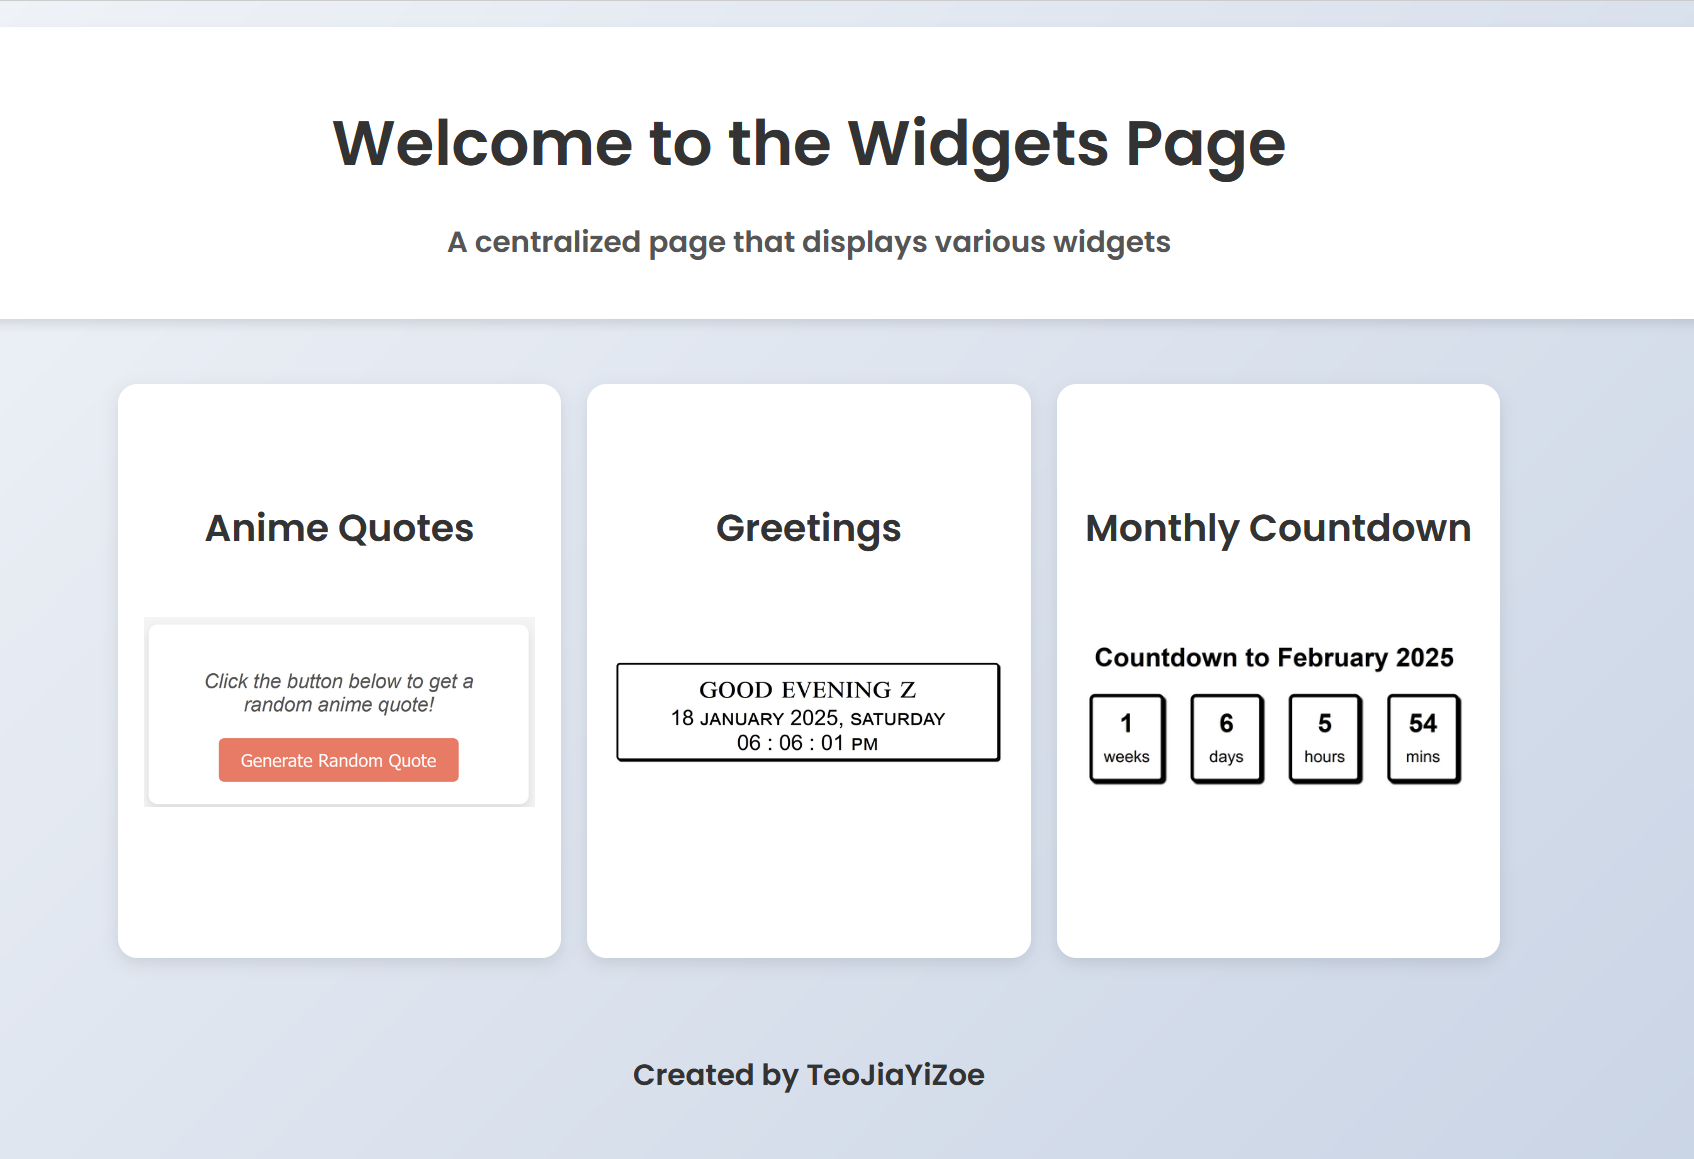 Welcome to the Widgets Page
A centralized page that displays various widgets
Anime Quotes
Click the button below to get a
random anime quote!
Generate Random Quote
Greetings
GOOD EVENING Z
18 JANUARY 2025, SATURDAY
06 : 06 : 01 PM
Monthly Countdown
Countdown to February 2025
1 6 5 54
weeks days hours mins
Created by TeoJiaYiZoe